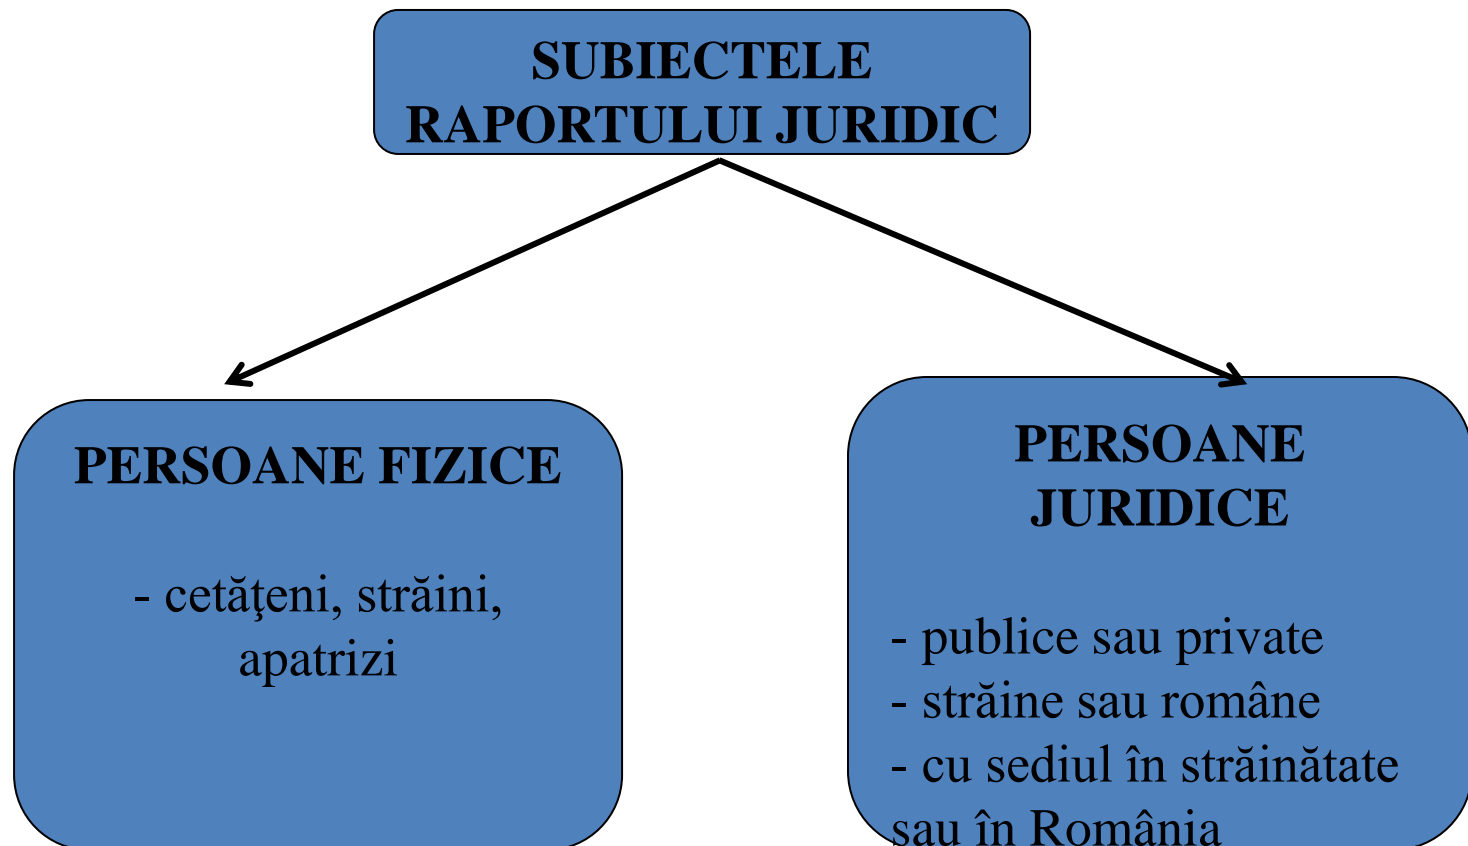 SUBIECTELE
RAPORTULUI JURIDIC
PERSOANE FIZICE
- cetăţeni, străini,
apatrizi
PERSOANE
JURIDICE
- publice sau private
- străine sau române
- cu sediul în străinătate
sau în România